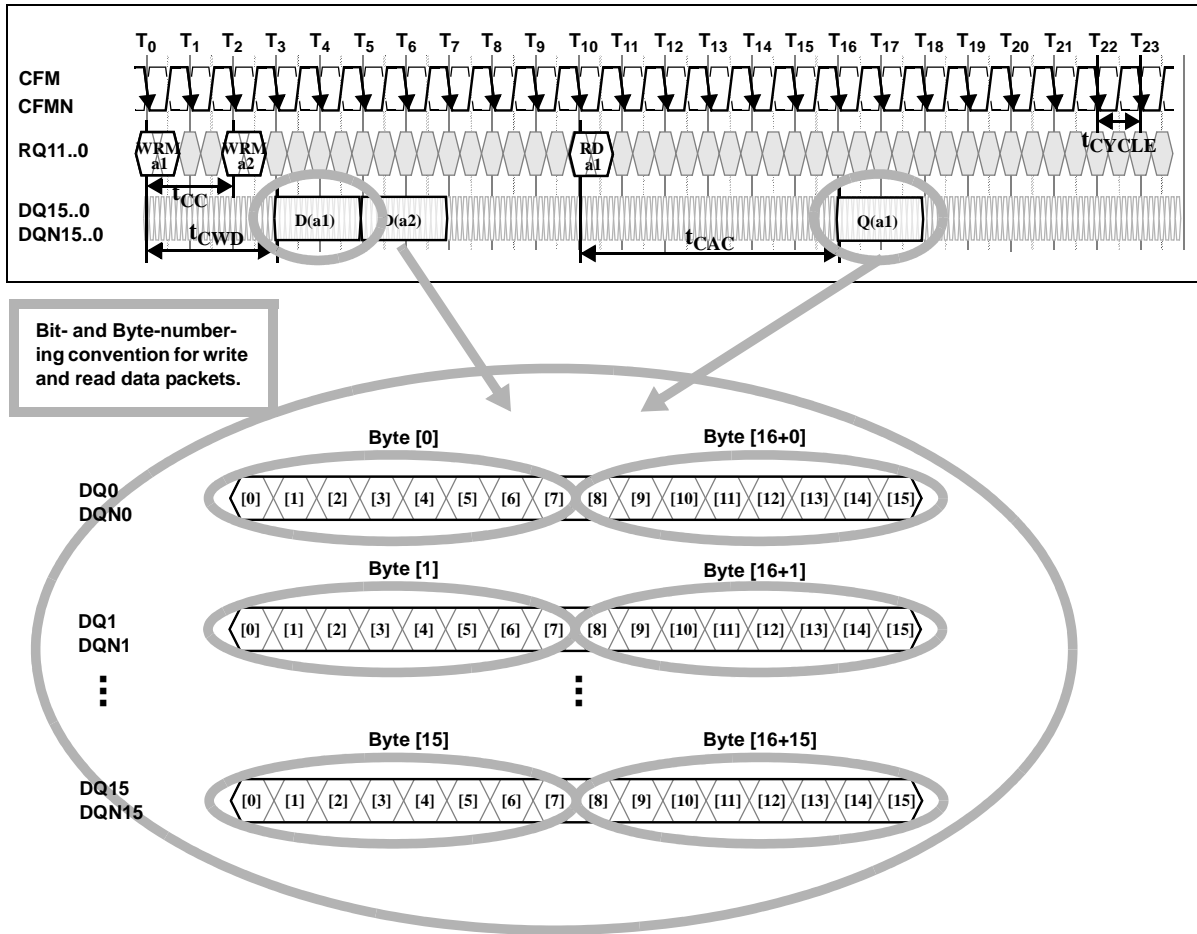 T0 T1 T2 T3 T4 T5 T6 T7 T8 T9 T10 T11 T12 T13 T14 T15 T16 T17 T18 T19 T20 T21 T22 T23
CFM
CFMN
RQ11..0
WRM a1
WRM a2
RD a1
tCYCLE
tCC
DQ15..0
DQN15..0
D(a1)
D(a2)
Q(a1)
tCWD
tCAC
Bit- and Byte-number-
ing convention for write
and read data packets.
Byte [0] Byte [16+0]
DQ0
DQN0
[0] [1] [2] [3] [4] [5] [6] [7] [8] [9] [10] [11] [12] [13] [14] [15]
Byte [1] Byte [16+1]
DQ1
DQN1
[0] [1] [2] [3] [4] [5] [6] [7] [8] [9] [10] [11] [12] [13] [14] [15]
Byte [15] Byte [16+15]
DQ15
DQN15
[0] [1] [2] [3] [4] [5] [6] [7] [8] [9] [10] [11] [12] [13] [14] [15]